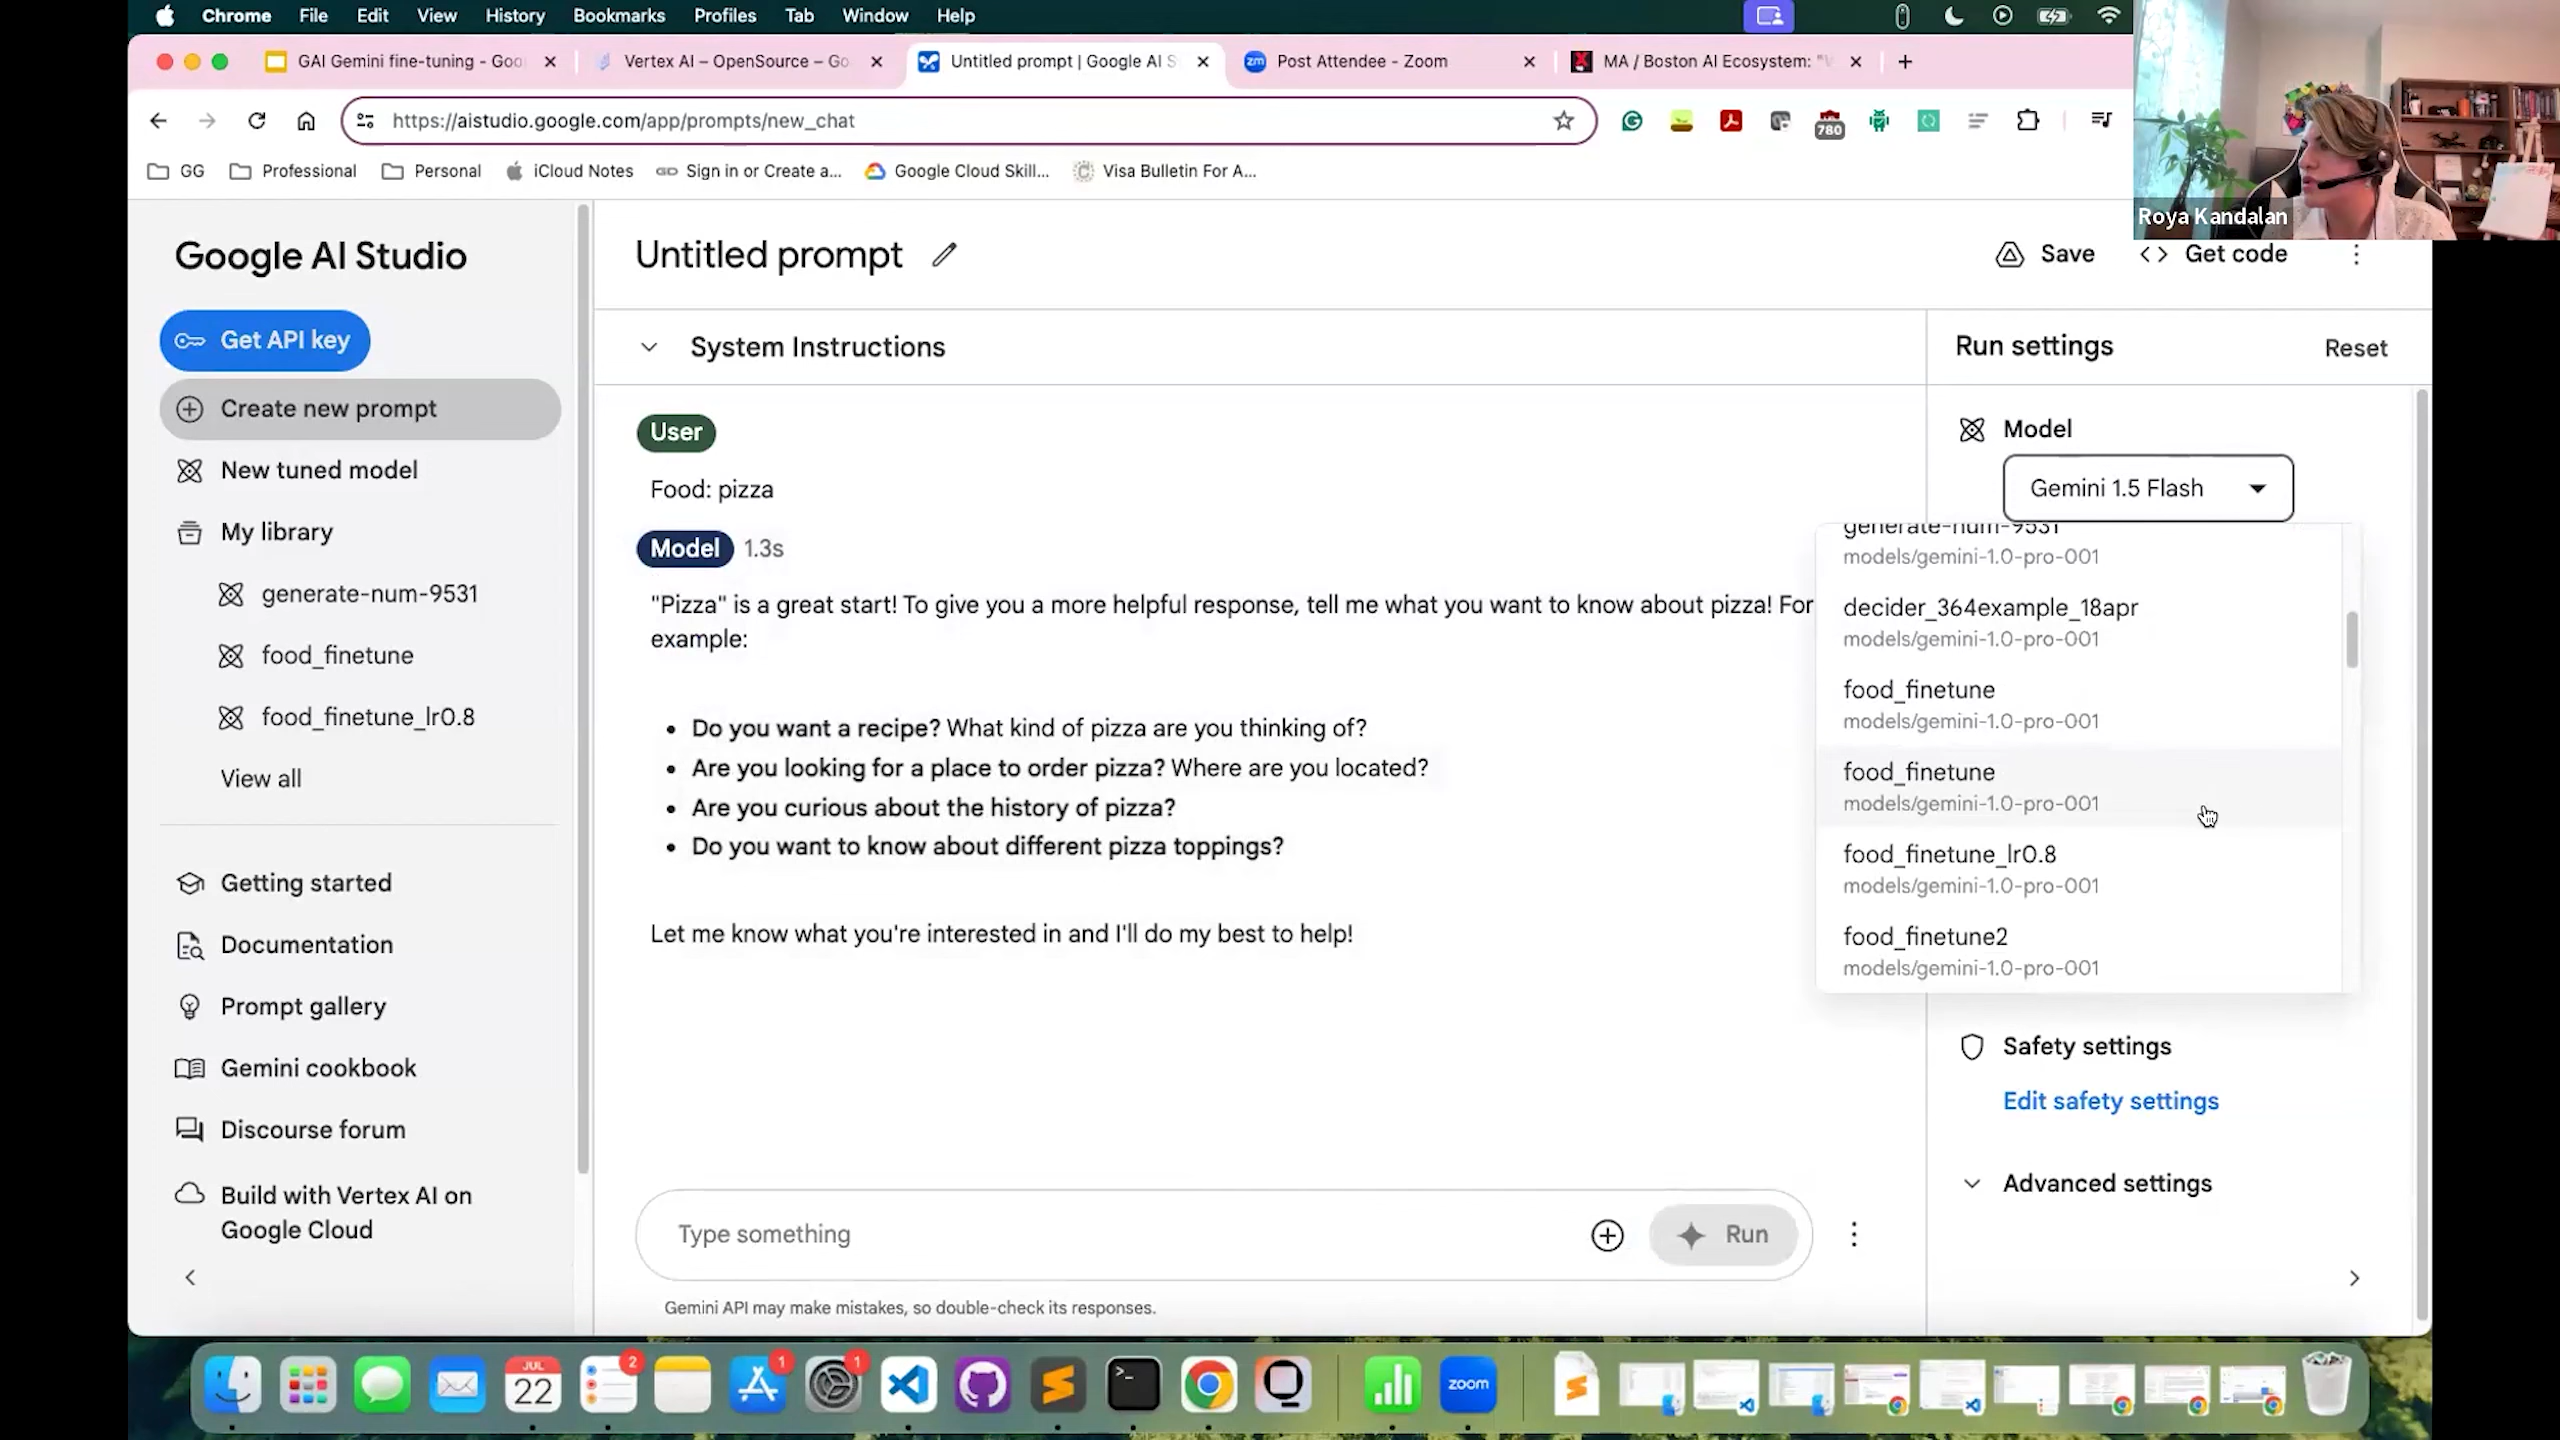 Chrome File Edit View History Bookmarks Profiles Tab Window Help
GAI Gemini fine-tuning - Goo
Vertex AI – OpenSource – Go
Untitled prompt | Google AI S
zm Post Attendee - Zoom
MA / Boston AI Ecosystem: "
https://aistudio.google.com/app/prompts/new_chat
780
GG Professional Personal iCloud Notes Sign in or Create a... Google Cloud Skill... Visa Bulletin For A...
Roya Kandalan
Google AI Studio
Get API key
Create new prompt
New tuned model
My library
generate-num-9531
food_finetune
food_finetune_lr0.8
View all
Getting started
Documentation
Prompt gallery
Gemini cookbook
Discourse forum
Build with Vertex AI on
Google Cloud
Untitled prompt
Save Get code
System Instructions
User
Food: pizza
Model 1.3s
"Pizza" is a great start! To give you a more helpful response, tell me what you want to know about pizza! For
example:
• Do you want a recipe? What kind of pizza are you thinking of?
• Are you looking for a place to order pizza? Where are you located?
• Are you curious about the history of pizza?
• Do you want to know about different pizza toppings?
Let me know what you're interested in and I'll do my best to help!
Type something
Run
Gemini API may make mistakes, so double-check its responses.
Run settings Reset
Model
Gemini 1.5 Flash
generate-num-9531
models/gemini-1.0-pro-001
decider_364example_18apr
models/gemini-1.0-pro-001
food_finetune
models/gemini-1.0-pro-001
food_finetune
models/gemini-1.0-pro-001
food_finetune_lr0.8
models/gemini-1.0-pro-001
food_finetune2
models/gemini-1.0-pro-001
Safety settings
Edit safety settings
Advanced settings
JUL
22
2
1
1
zoom